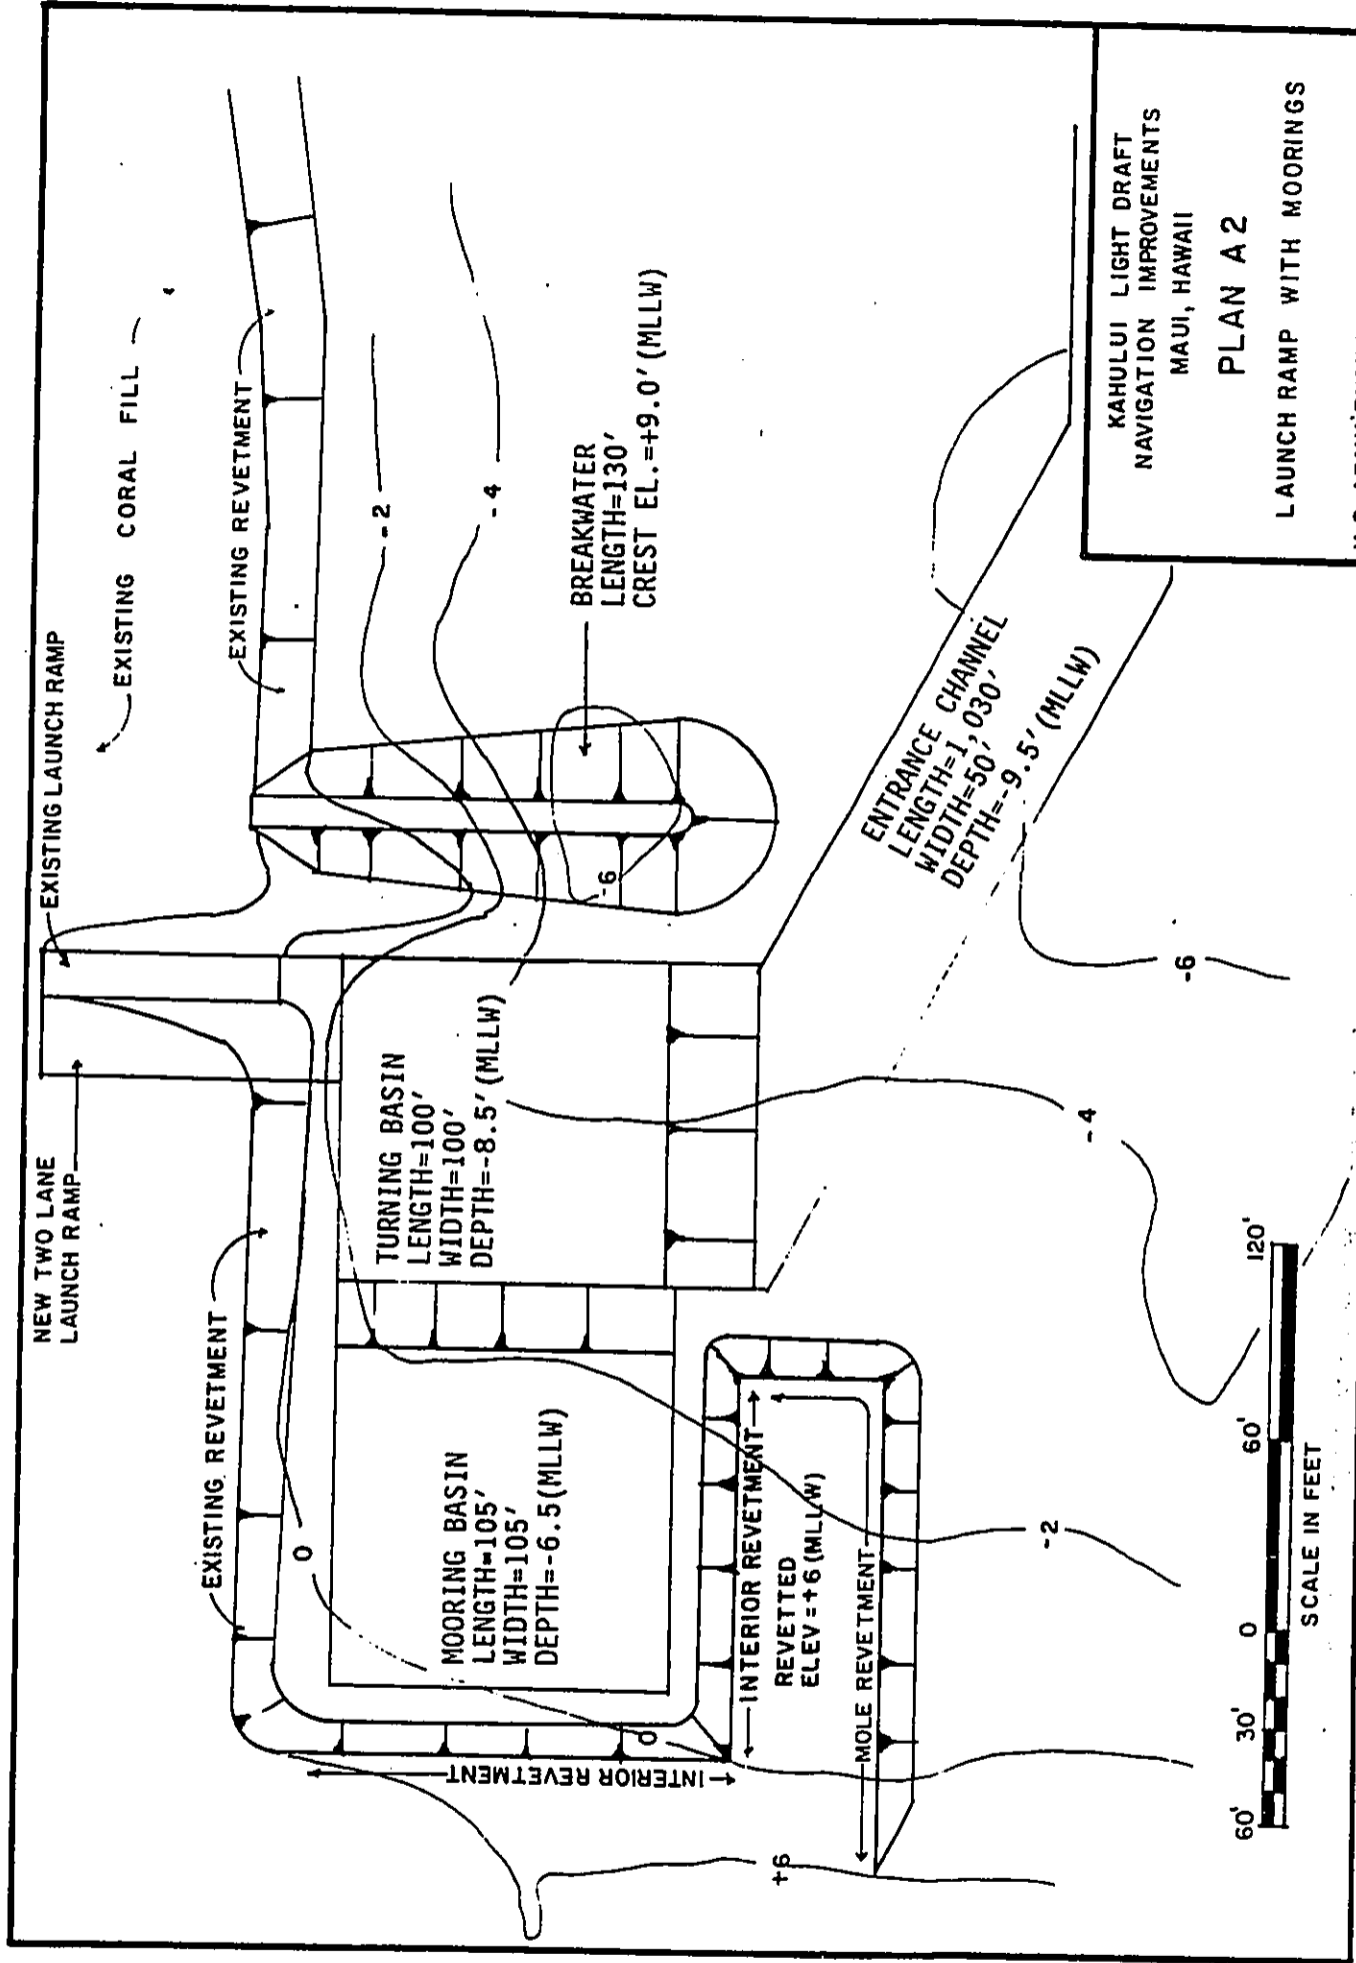 NEW TWO LANE
LAUNCH RAMP
EXISTING LAUNCH RAMP
EXISTING CORAL FILL
EXISTING REVETMENT
EXISTING REVETMENT
-2
-4
BREAKWATER
LENGTH=130'
CREST EL.=+9.0' (MLLW)
-6
TURNING BASIN
LENGTH=100'
WIDTH=100'
DEPTH=-8.5' (MLLW)
MOORING BASIN
LENGTH=105'
WIDTH=105'
DEPTH=-6.5(MLLW)
0
0
INTERIOR REVETMENT
INTERIOR REVETMENT
REVETTED
ELEV=+6(MLLW)
MOLE REVETMENT
+6
-2
-4
-6
ENTRANCE CHANNEL
LENGTH=1,030'
WIDTH=50'
DEPTH=-9.5' (MLLW)
60' 30' 0 60' 120'
SCALE IN FEET
KAHULUI LIGHT DRAFT
NAVIGATION IMPROVEMENTS
MAUI, HAWAII
PLAN A2
LAUNCH RAMP WITH MOORINGS